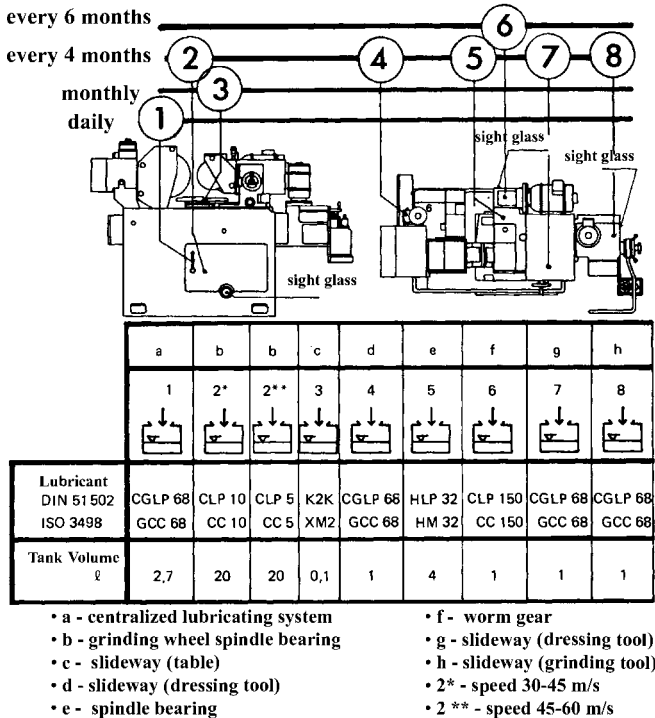 every 6 months
6
every 4 months
2
4
5
7
8
monthly
3
daily
1
sight glass
sight glass
sight glass
a b b c d e f g h
1 2* 2** 3 4 5 6 7 8
Lubricant
DIN 51502 CGLP 68 CLP 10 CLP 5 K2K CGLP 68 HLP 32 CLP 150 CGLP 68 CGLP 68
ISO 3498 GCC 68 CC 10 CC 5 XM2 GCC 68 HM 32 CC 150 GCC 68 GCC 68
Tank Volume
ℓ 2,7 20 20 0,1 1 4 1 1 1
• a - centralized lubricating system
• b - grinding wheel spindle bearing
• c - slideway (table)
• d - slideway (dressing tool)
• e - spindle bearing
• f - worm gear
• g - slideway (dressing tool)
• h - slideway (grinding tool)
• 2* - speed 30-45 m/s
• 2 ** - speed 45-60 m/s